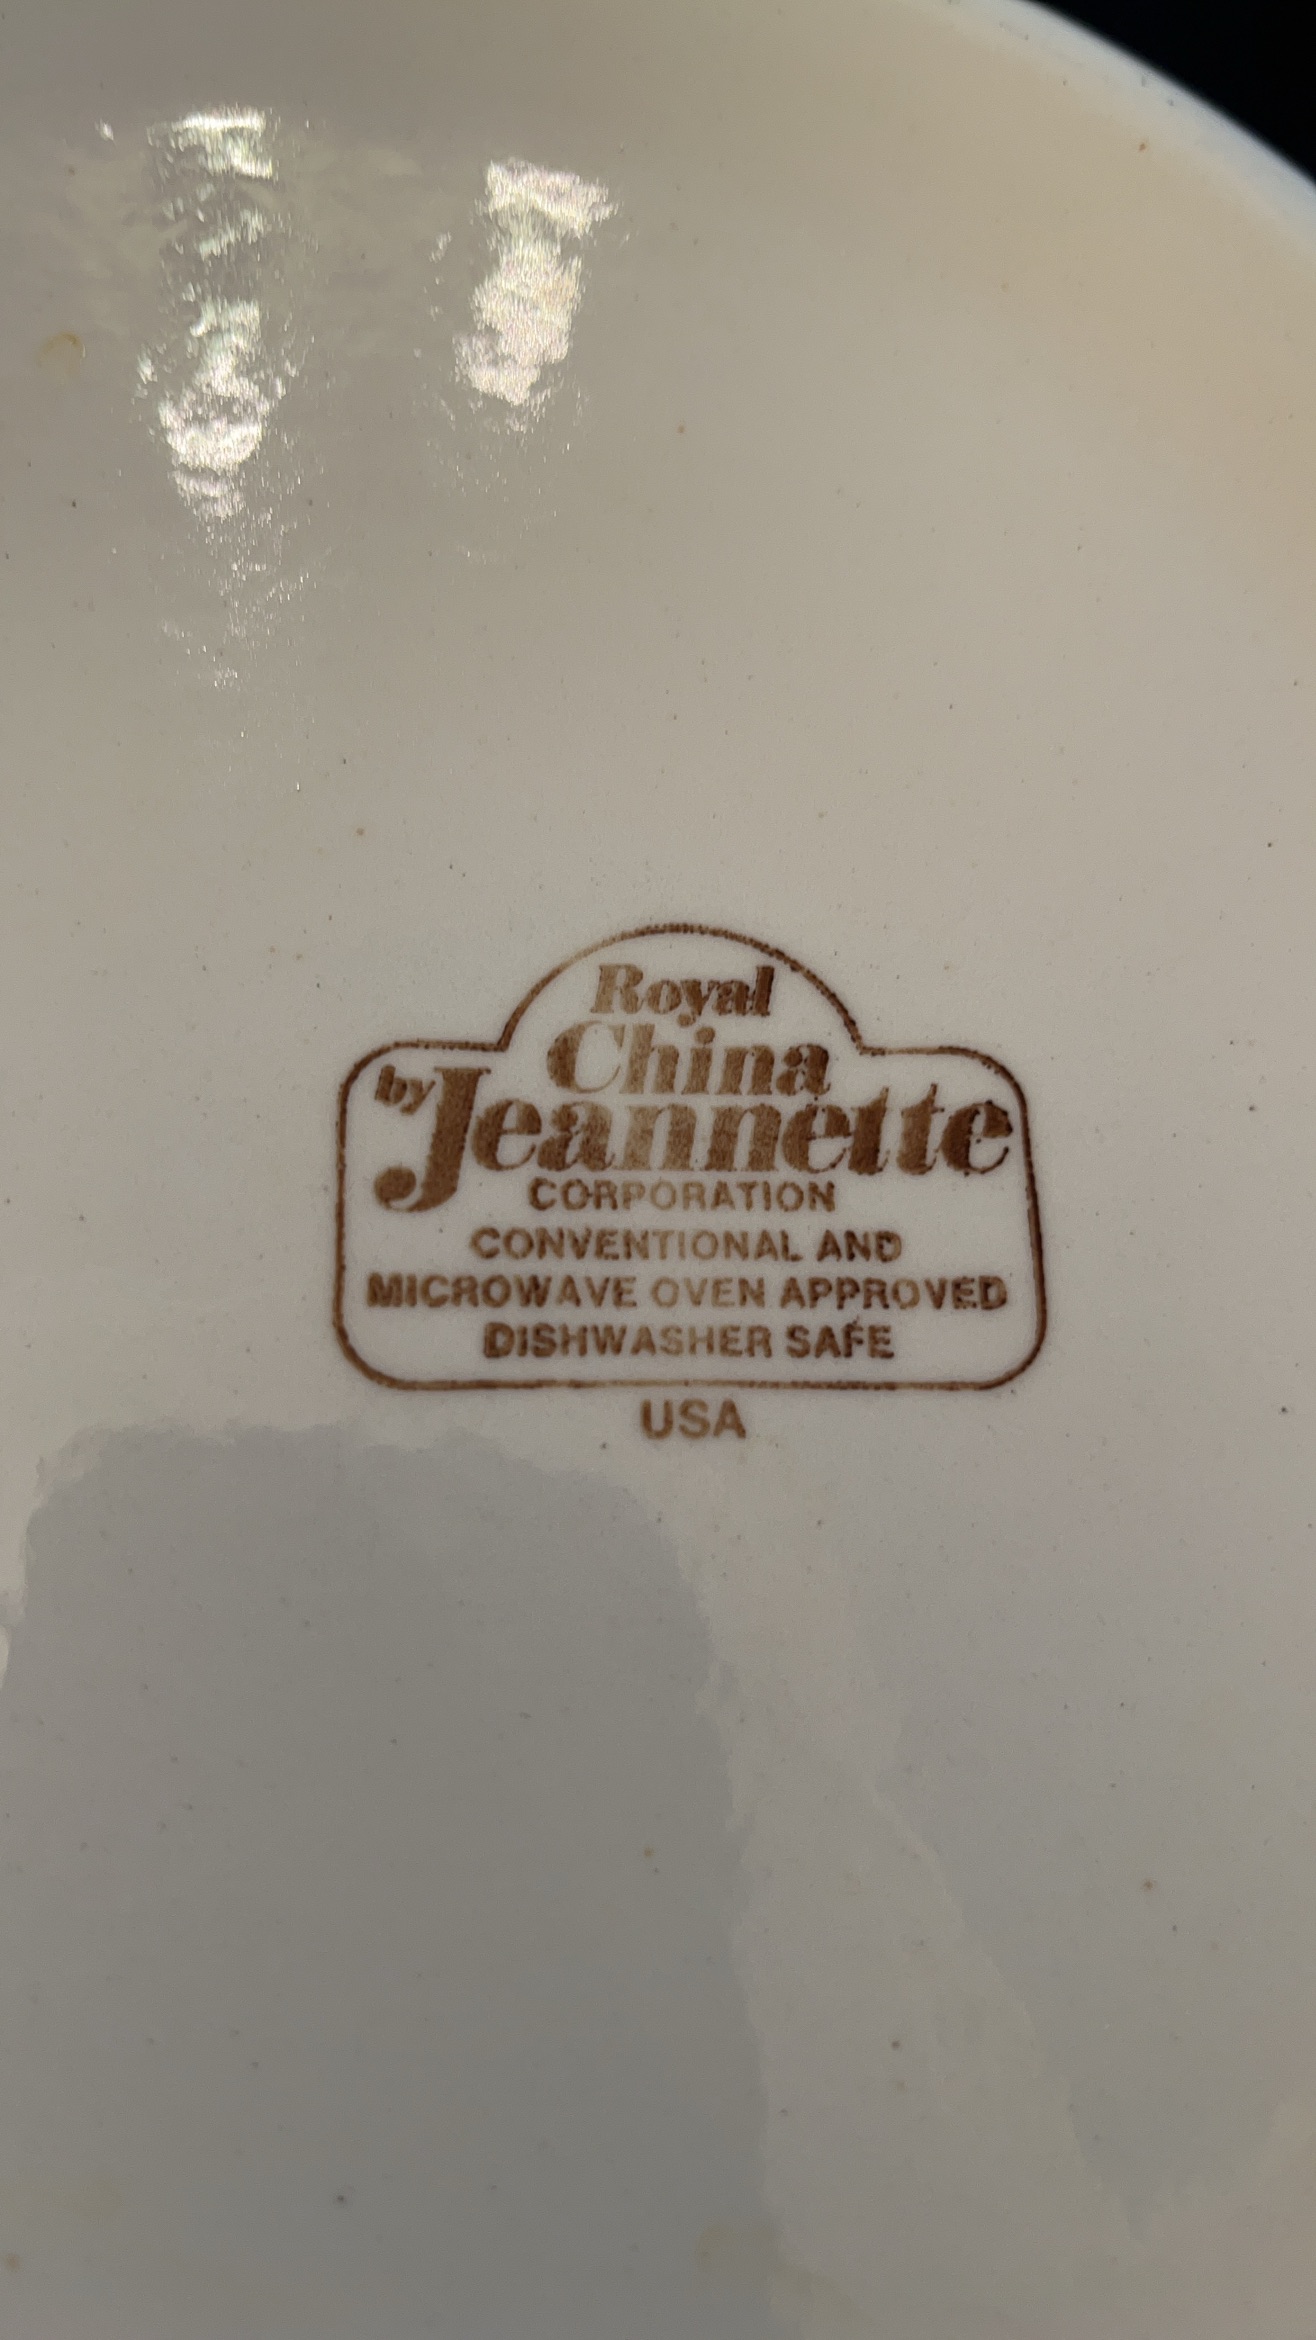 Royal
China
by Jeannette
CORPORATION
CONVENTIONAL AND
MICROWAVE OVEN APPROVED
DISHWASHER SAFE
USA